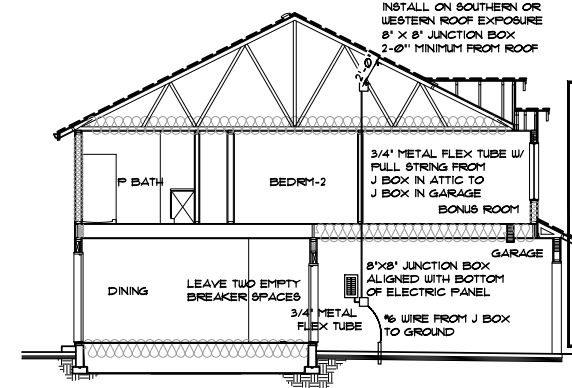 INSTALL ON SOUTHERN OR
WESTERN ROOF EXPOSURE
8" X 8" JUNCTION BOX
2'-0" MINIMUM FROM ROOF
2'-0"
3/4" METAL FLEX TUBE W/
PULL STRING FROM
J BOX IN ATTIC TO
J BOX IN GARAGE
P BATH
BEDRM-2
BONUS ROOM
GARAGE
8"X8" JUNCTION BOX
ALIGNED WITH BOTTOM
OF ELECTRIC PANEL
DINING
LEAVE TWO EMPTY
BREAKER SPACES
3/4" METAL
FLEX TUBE
#6 WIRE FROM J BOX
TO GROUND